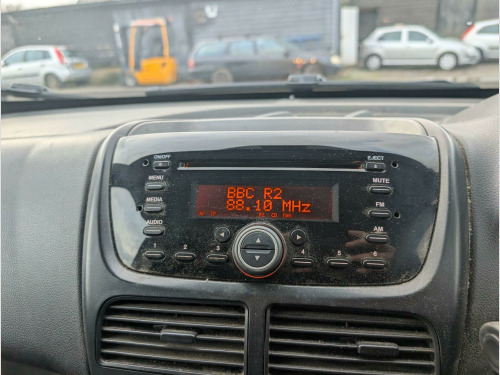 ON/OFF
EJECT
MENU
MUTE
BBC R2
88.10 MHz
MEDIA
FM
AUDIO
AM
1 2 3 4 5 6